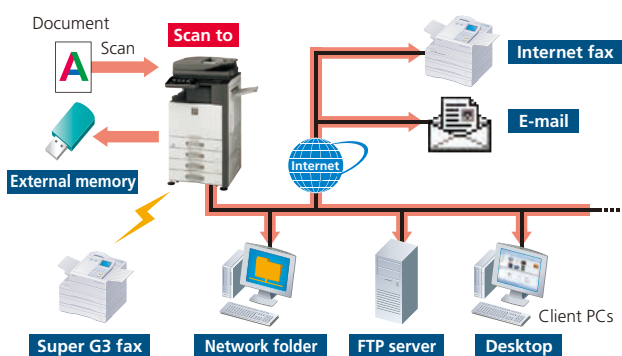 Document
Scan
A
Scan to
Internet fax
E-mail
Internet
External memory
Client PCs
Super G3 fax
Network folder
FTP server
Desktop